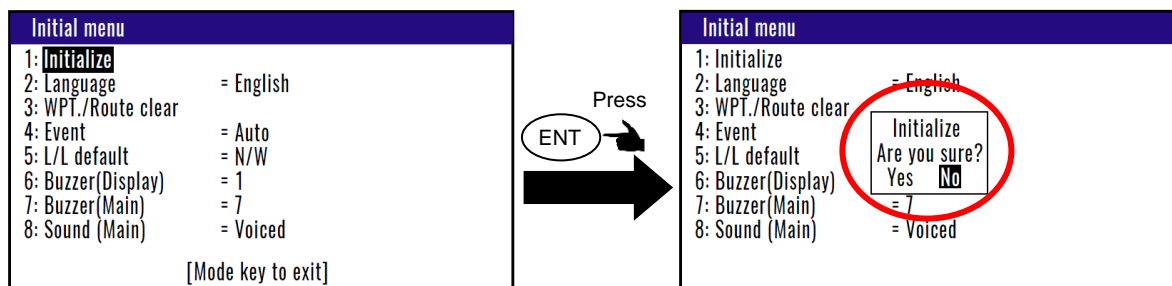 Initial menu
1: Initialize
2: Language = English
3: WPT./Route clear
4: Event = Auto
5: L/L default = N/W
6: Buzzer(Display) = 1
7: Buzzer(Main) = 7
8: Sound (Main) = Voiced
[Mode key to exit]
Press
ENT
Initial menu
1: Initialize
2: Language = English
3: WPT./Route clear
4: Event
5: L/L default
6: Buzzer(Display)
7: Buzzer(Main) = 7
8: Sound (Main) = Voiced
Initialize
Are you sure?
Yes No